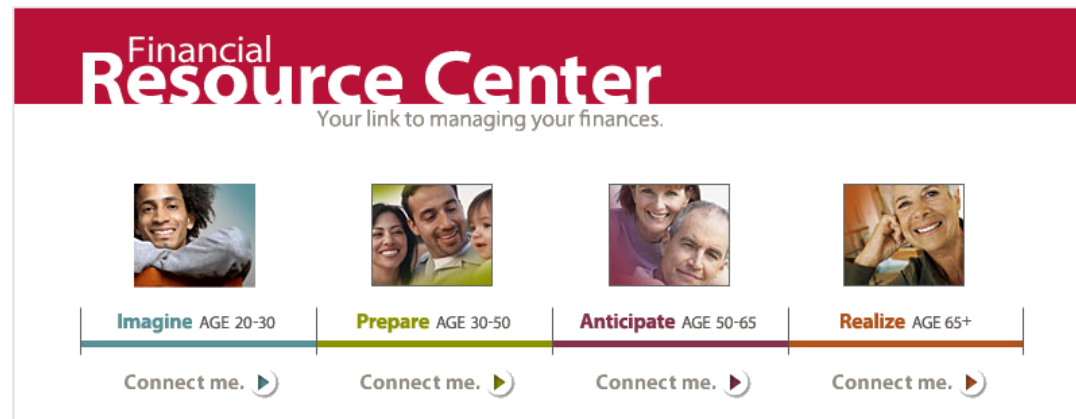 Financial
Resource Center
Your link to managing your finances.
Imagine AGE 20-30
Prepare AGE 30-50
Anticipate AGE 50-65
Realize AGE 65+
Connect me.
Connect me.
Connect me.
Connect me.